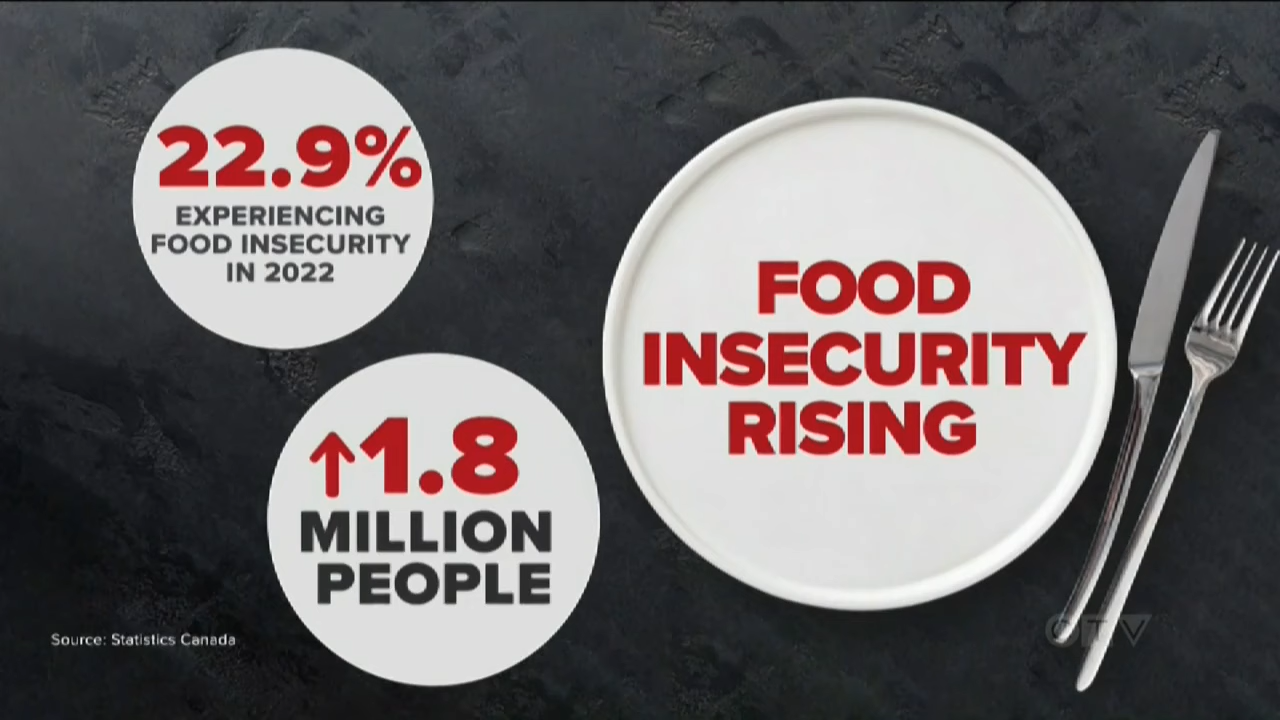 22.9%
EXPERIENCING
FOOD INSECURITY
IN 2022
↑1.8
MILLION
PEOPLE
FOOD
INSECURITY
RISING
Source: Statistics Canada
CTV